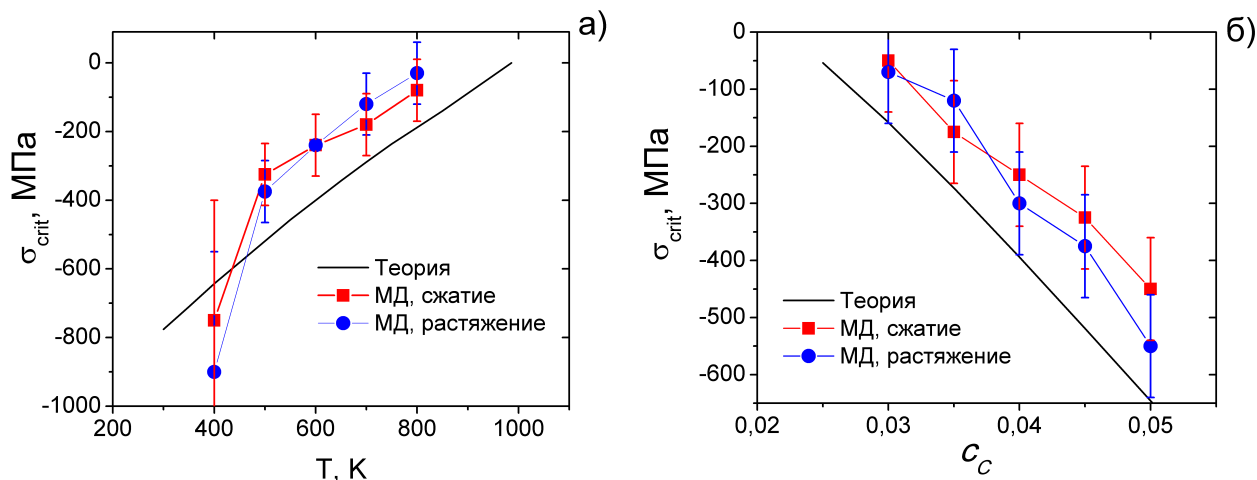 а)
0
-200
-400
-600
-800
-1000
σcrit, МПа
Теория
МД, сжатие
МД, растяжение
200 400 600 800 1000
T, K
б)
0
-100
-200
-300
-400
-500
-600
σcrit, МПа
Теория
МД, сжатие
МД, растяжение
0,02 0,03 0,04 0,05
cC